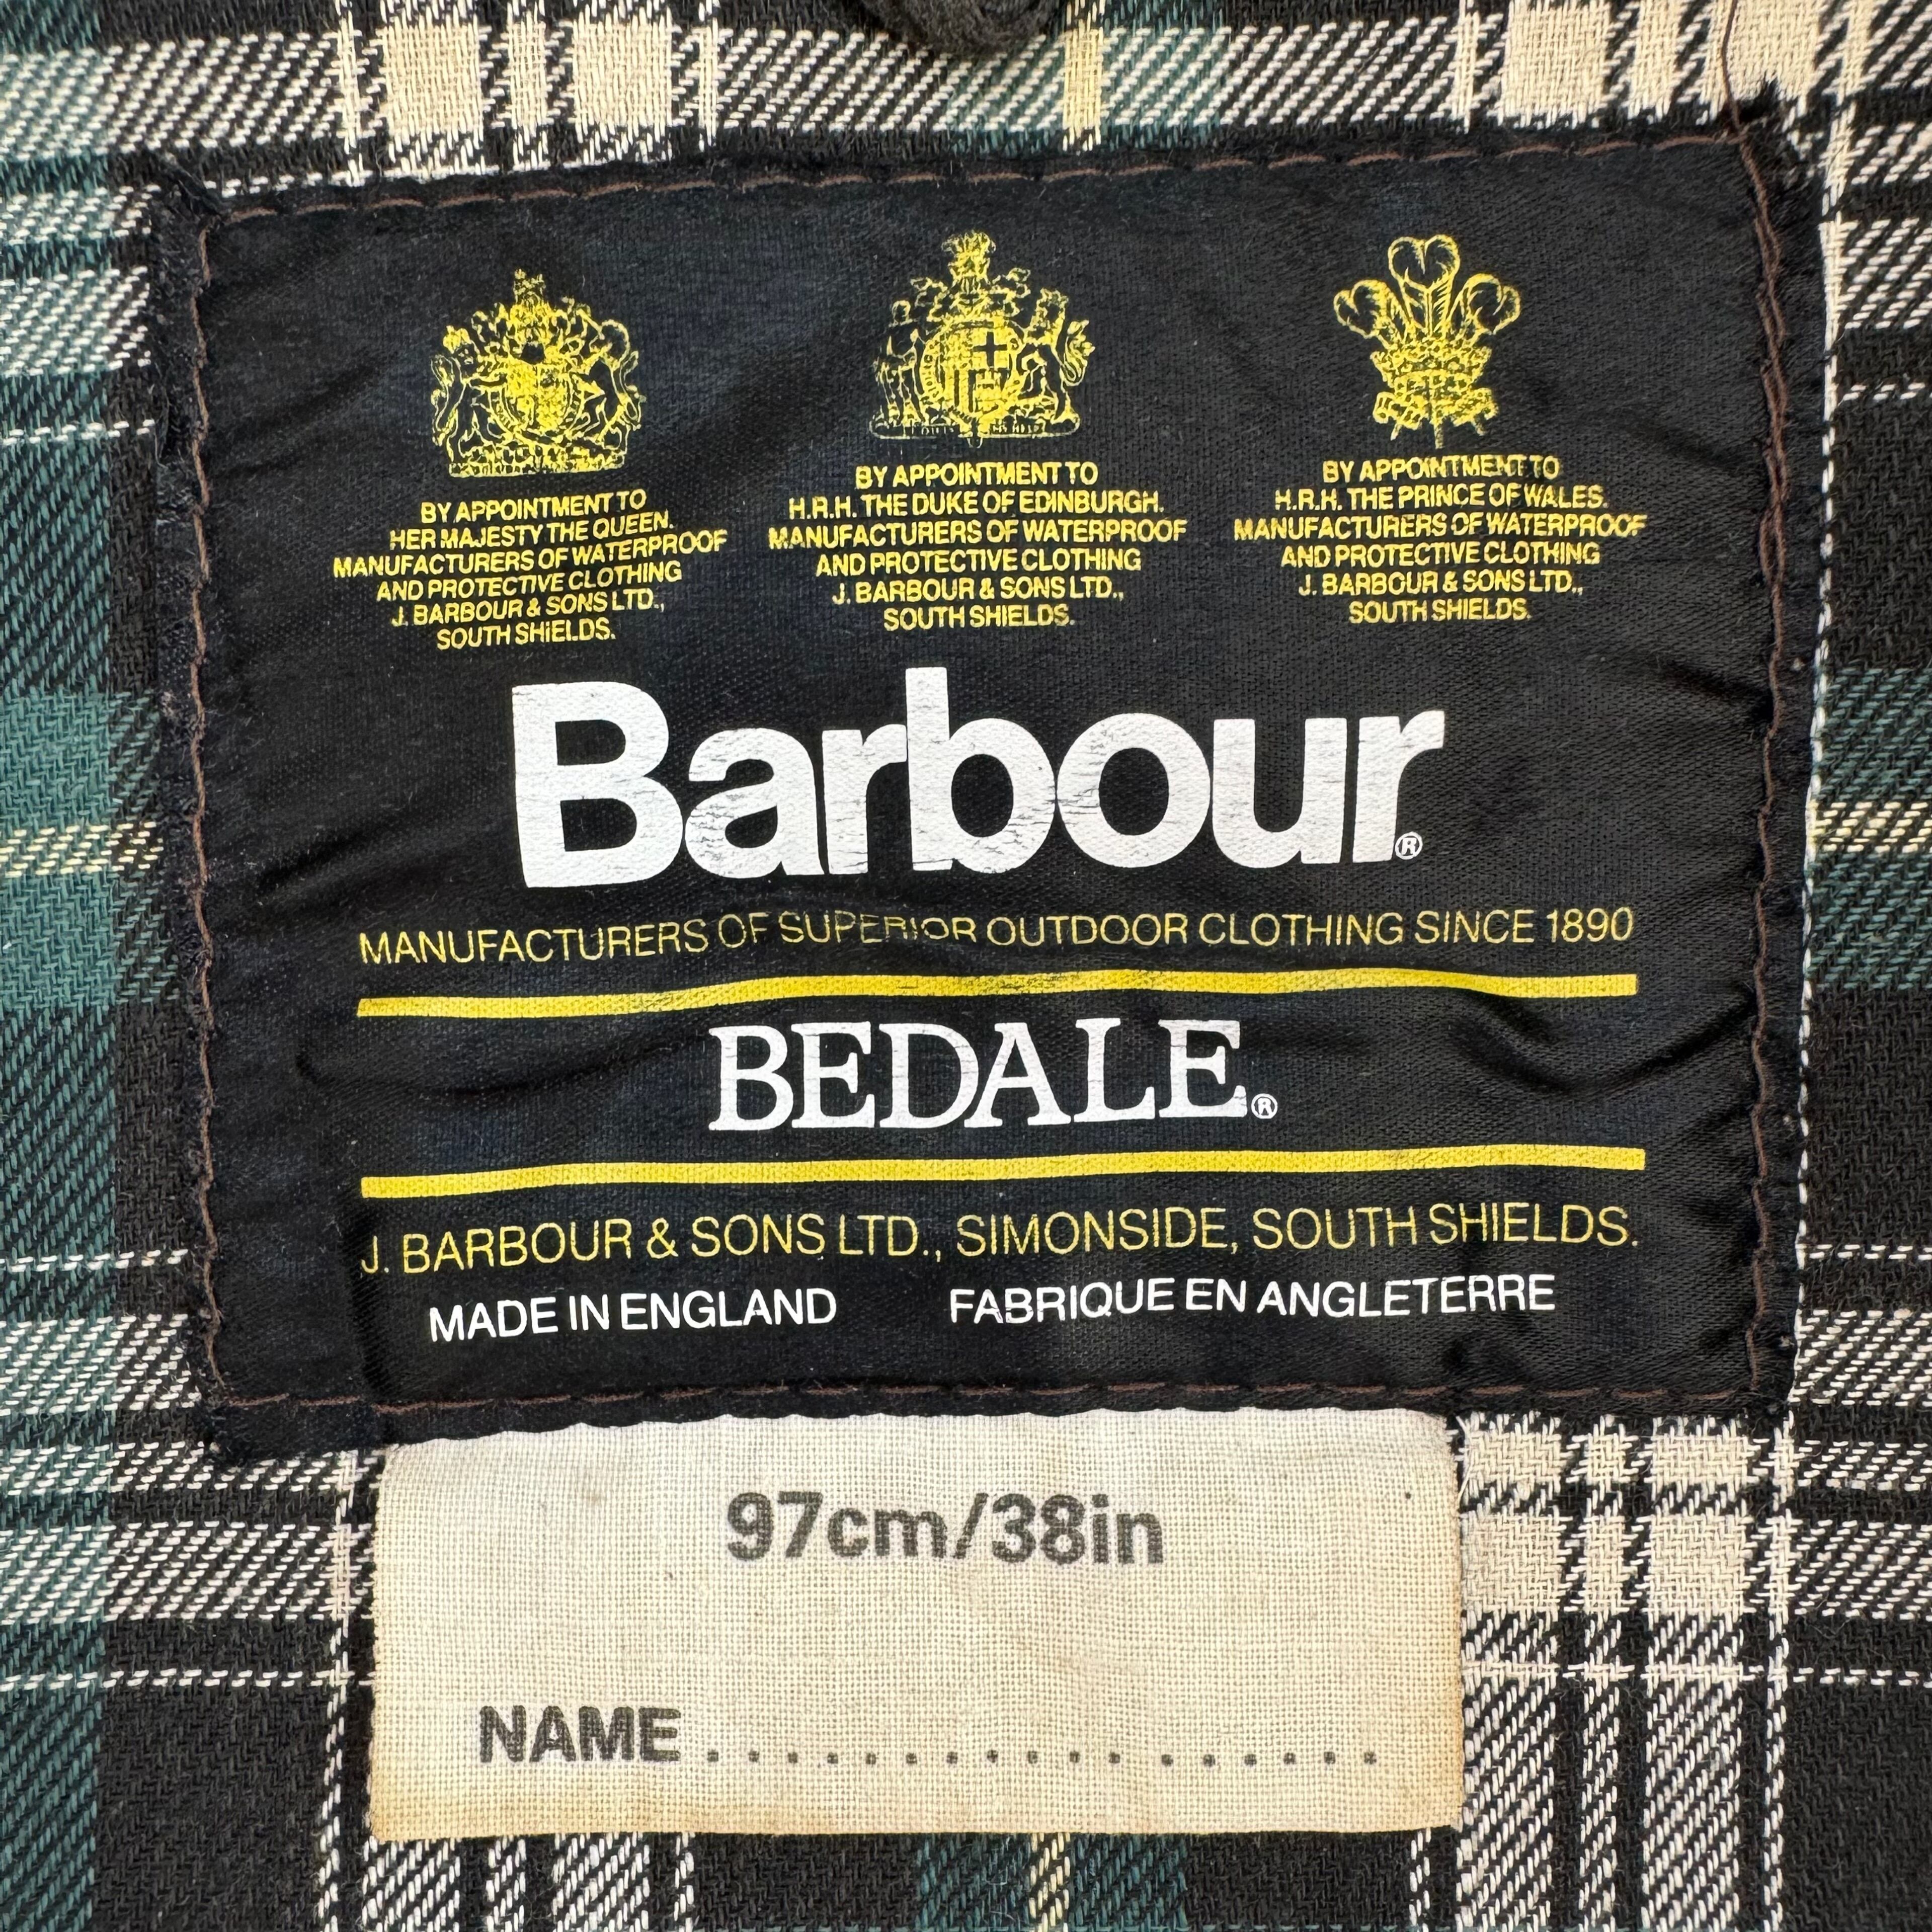 BY APPOINTMENT TO
HER MAJESTY THE QUEEN.
MANUFACTURERS OF WATERPROOF
AND PROTECTIVE CLOTHING
J. BARBOUR & SONS LTD.,
SOUTH SHIELDS.
BY APPOINTMENT TO
H.R.H. THE DUKE OF EDINBURGH.
MANUFACTURERS OF WATERPROOF
AND PROTECTIVE CLOTHING
J. BARBOUR & SONS LTD.,
SOUTH SHIELDS.
BY APPOINTMENT TO
H.R.H. THE PRINCE OF WALES.
MANUFACTURERS OF WATERPROOF
AND PROTECTIVE CLOTHING
J. BARBOUR & SONS LTD.,
SOUTH SHIELDS.
Barbour®
MANUFACTURERS OF SUPERIOR OUTDOOR CLOTHING SINCE 1890
BEDALE®
J. BARBOUR & SONS LTD., SIMONSIDE, SOUTH SHIELDS.
MADE IN ENGLAND FABRIQUE EN ANGLETERRE
97cm/38in
NAME . . . . . . . . . . . . . . . . .